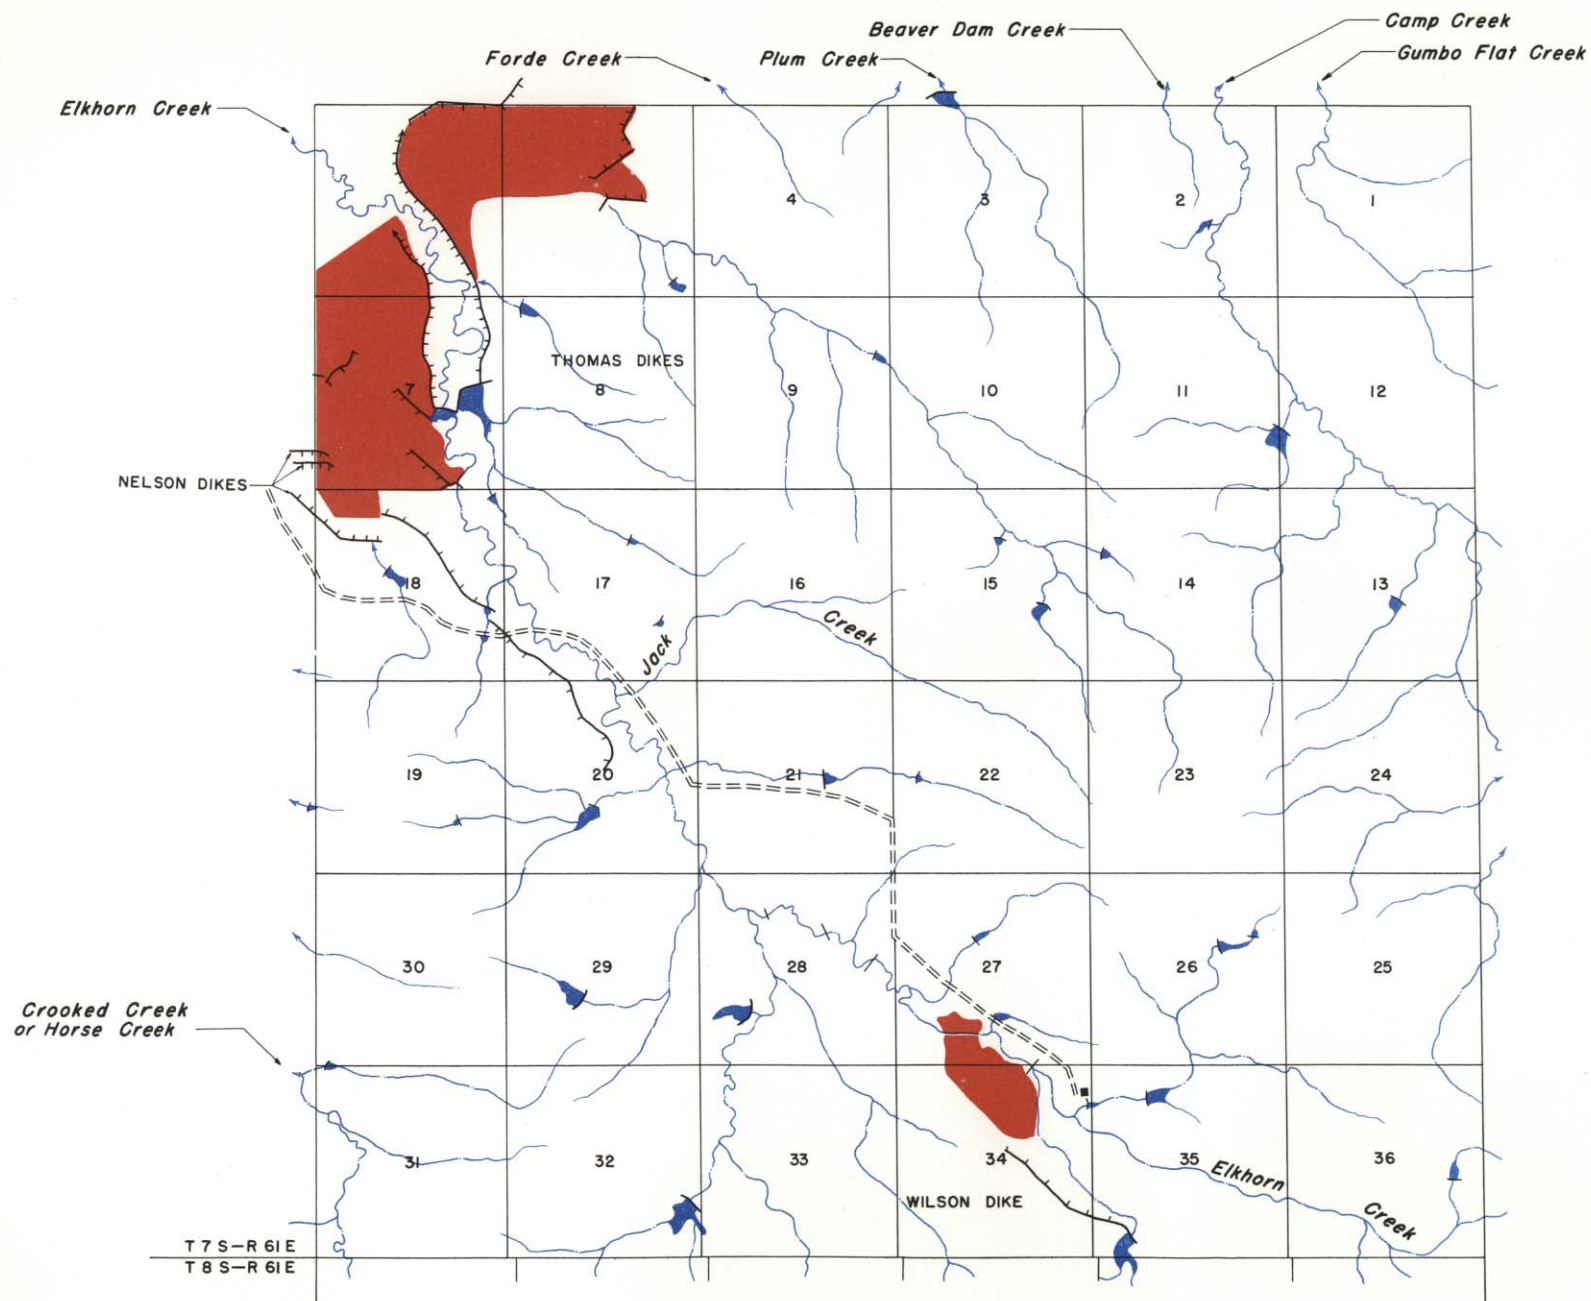 Camp Creek
Beaver Dam Creek
Gumbo Flat Creek
Forde Creek
Plum Creek
Elkhorn Creek
4
3
2
1
THOMAS DIKES
7
8
9
10
11
12
NELSON DIKES
18
17
16
15
14
13
Jack
Creek
19
20
21
22
23
24
30
29
28
27
26
25
Crooked Creek
or Horse Creek
31
32
33
34
35
36
Elkhorn
Creek
WILSON DIKE
T 7 S-R 61 E
T 8 S-R 61 E